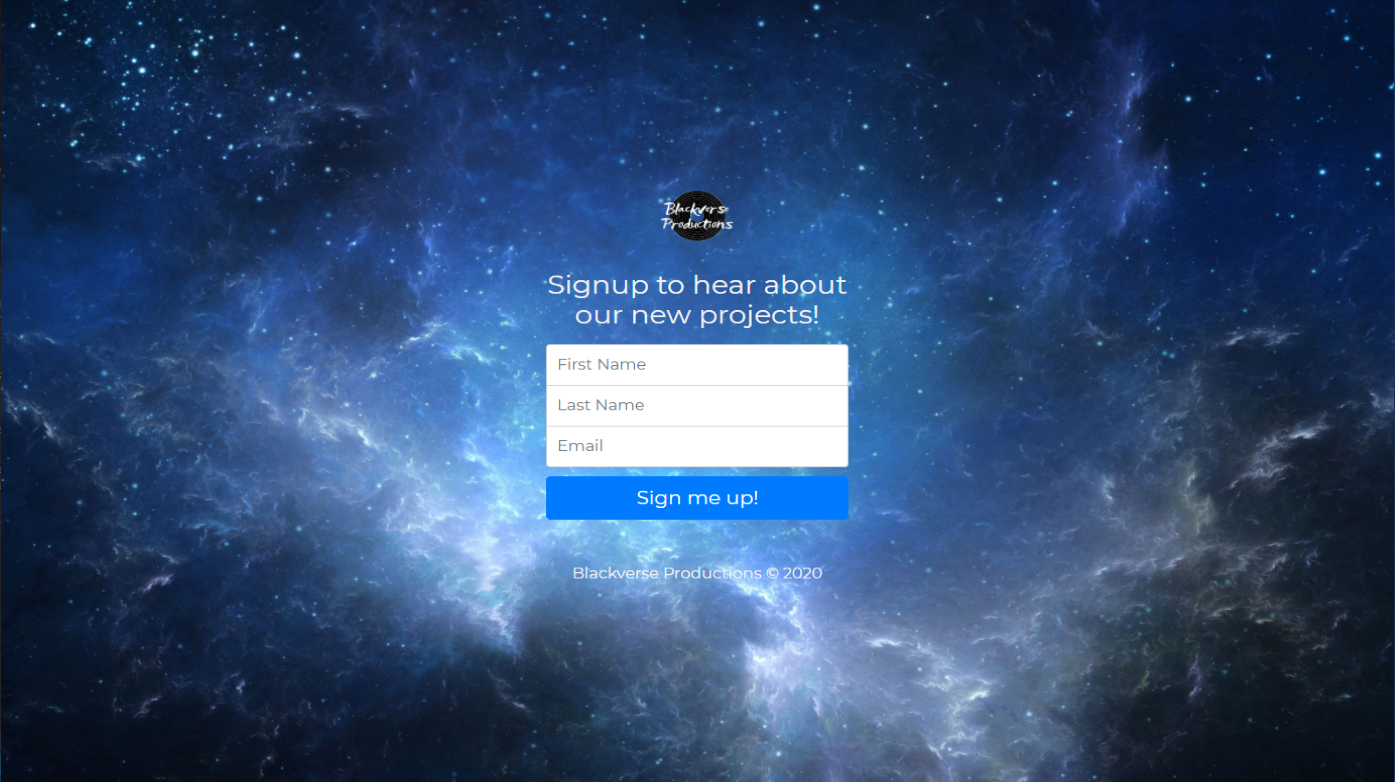 Blackverse
Productions
Signup to hear about
our new projects!
First Name
Last Name
Email
Sign me up!
Blackverse Productions © 2020